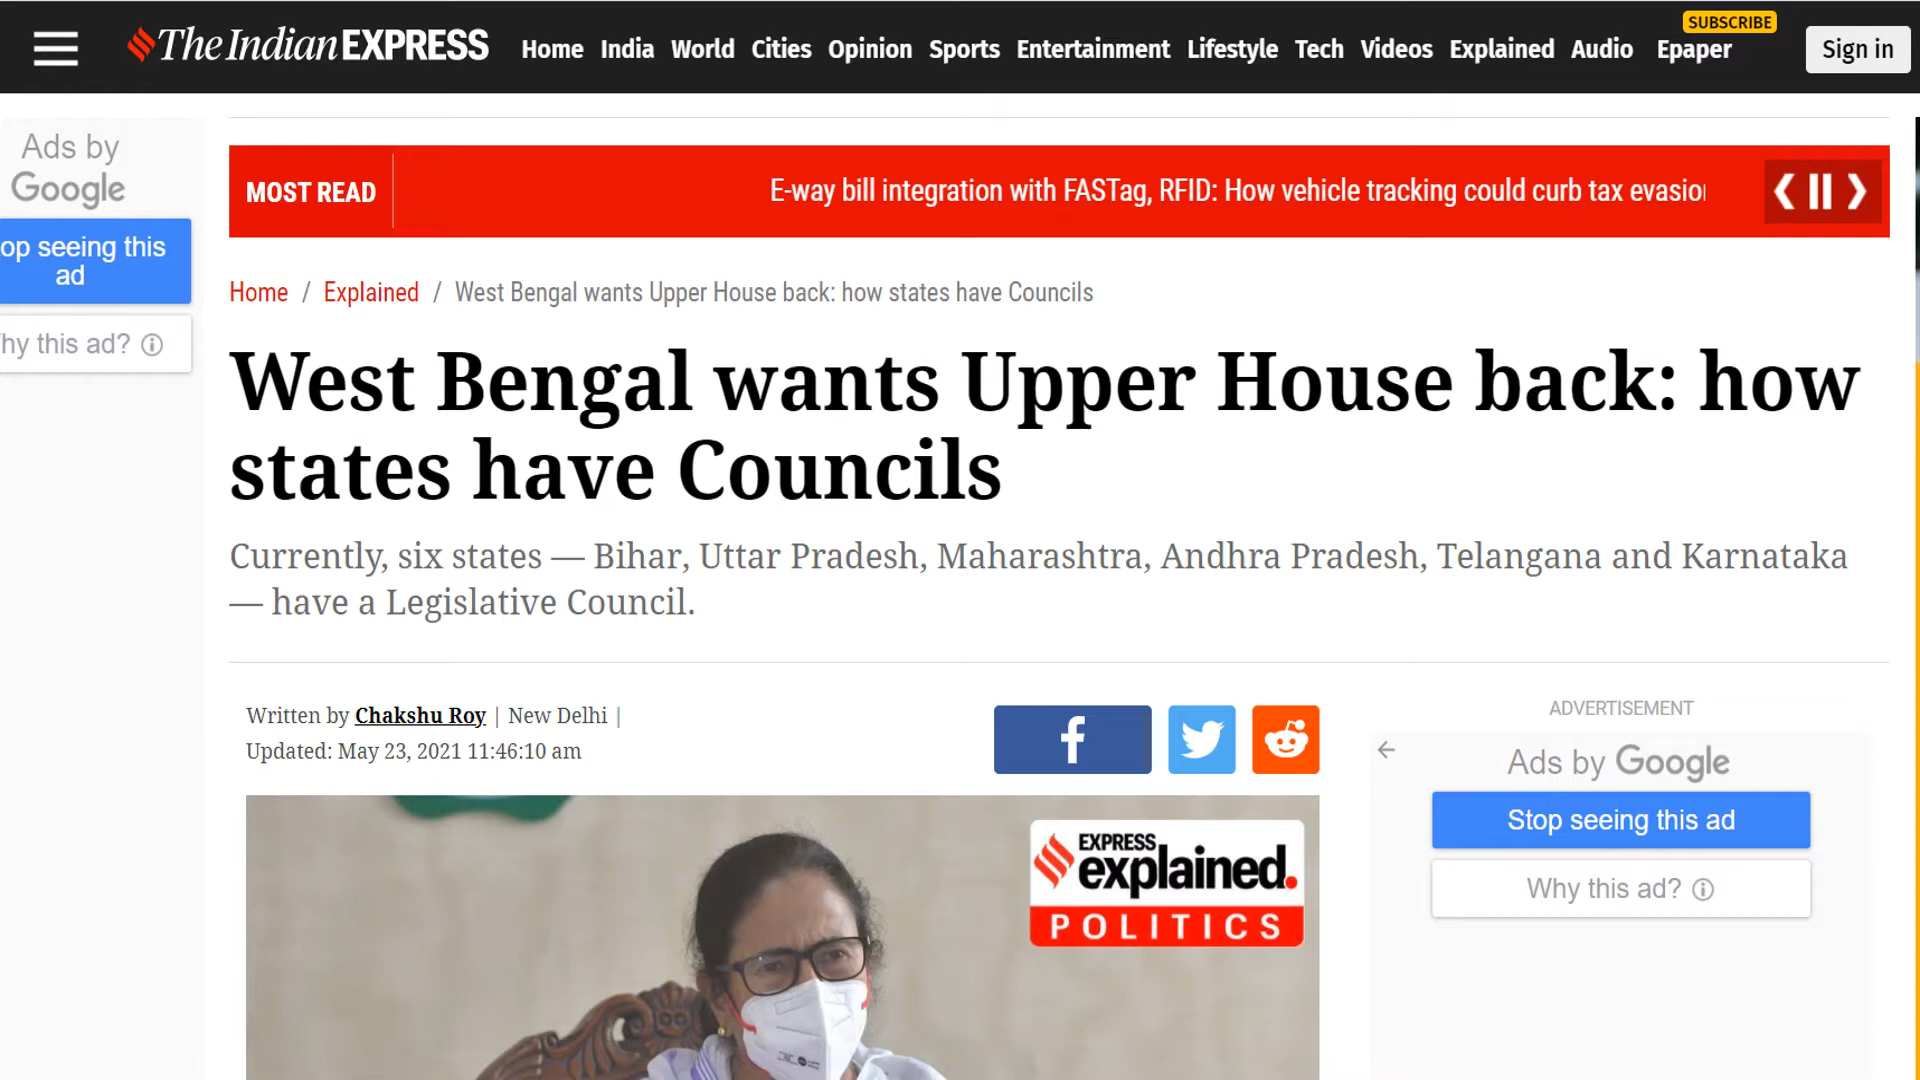 The Indian EXPRESS
Home India World Cities Opinion Sports Entertainment Lifestyle Tech Videos Explained Audio Epaper
SUBSCRIBE
Sign in
Ads by
Google
op seeing this
ad
hy this ad?
MOST READ
E-way bill integration with FASTag, RFID: How vehicle tracking could curb tax evasion
Home / Explained / West Bengal wants Upper House back: how states have Councils
West Bengal wants Upper House back: how
states have Councils
Currently, six states — Bihar, Uttar Pradesh, Maharashtra, Andhra Pradesh, Telangana and Karnataka
— have a Legislative Council.
Written by Chakshu Roy | New Delhi |
Updated: May 23, 2021 11:46:10 am
EXPRESS
explained.
POLITICS
ADVERTISEMENT
Ads by Google
Stop seeing this ad
Why this ad?